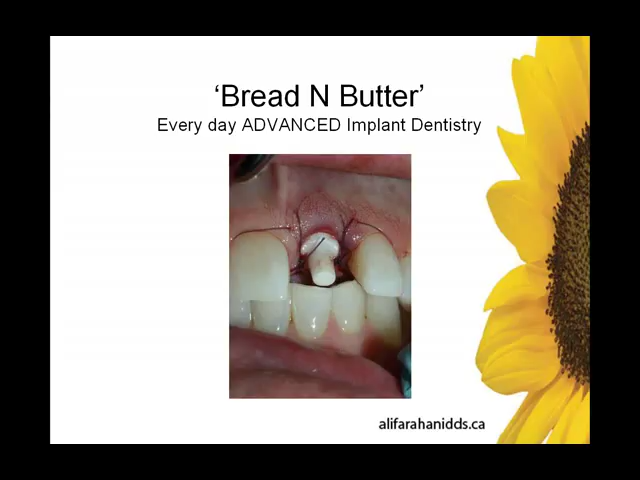 ‘Bread N Butter’
Every day ADVANCED Implant Dentistry
alifarahanidds.ca